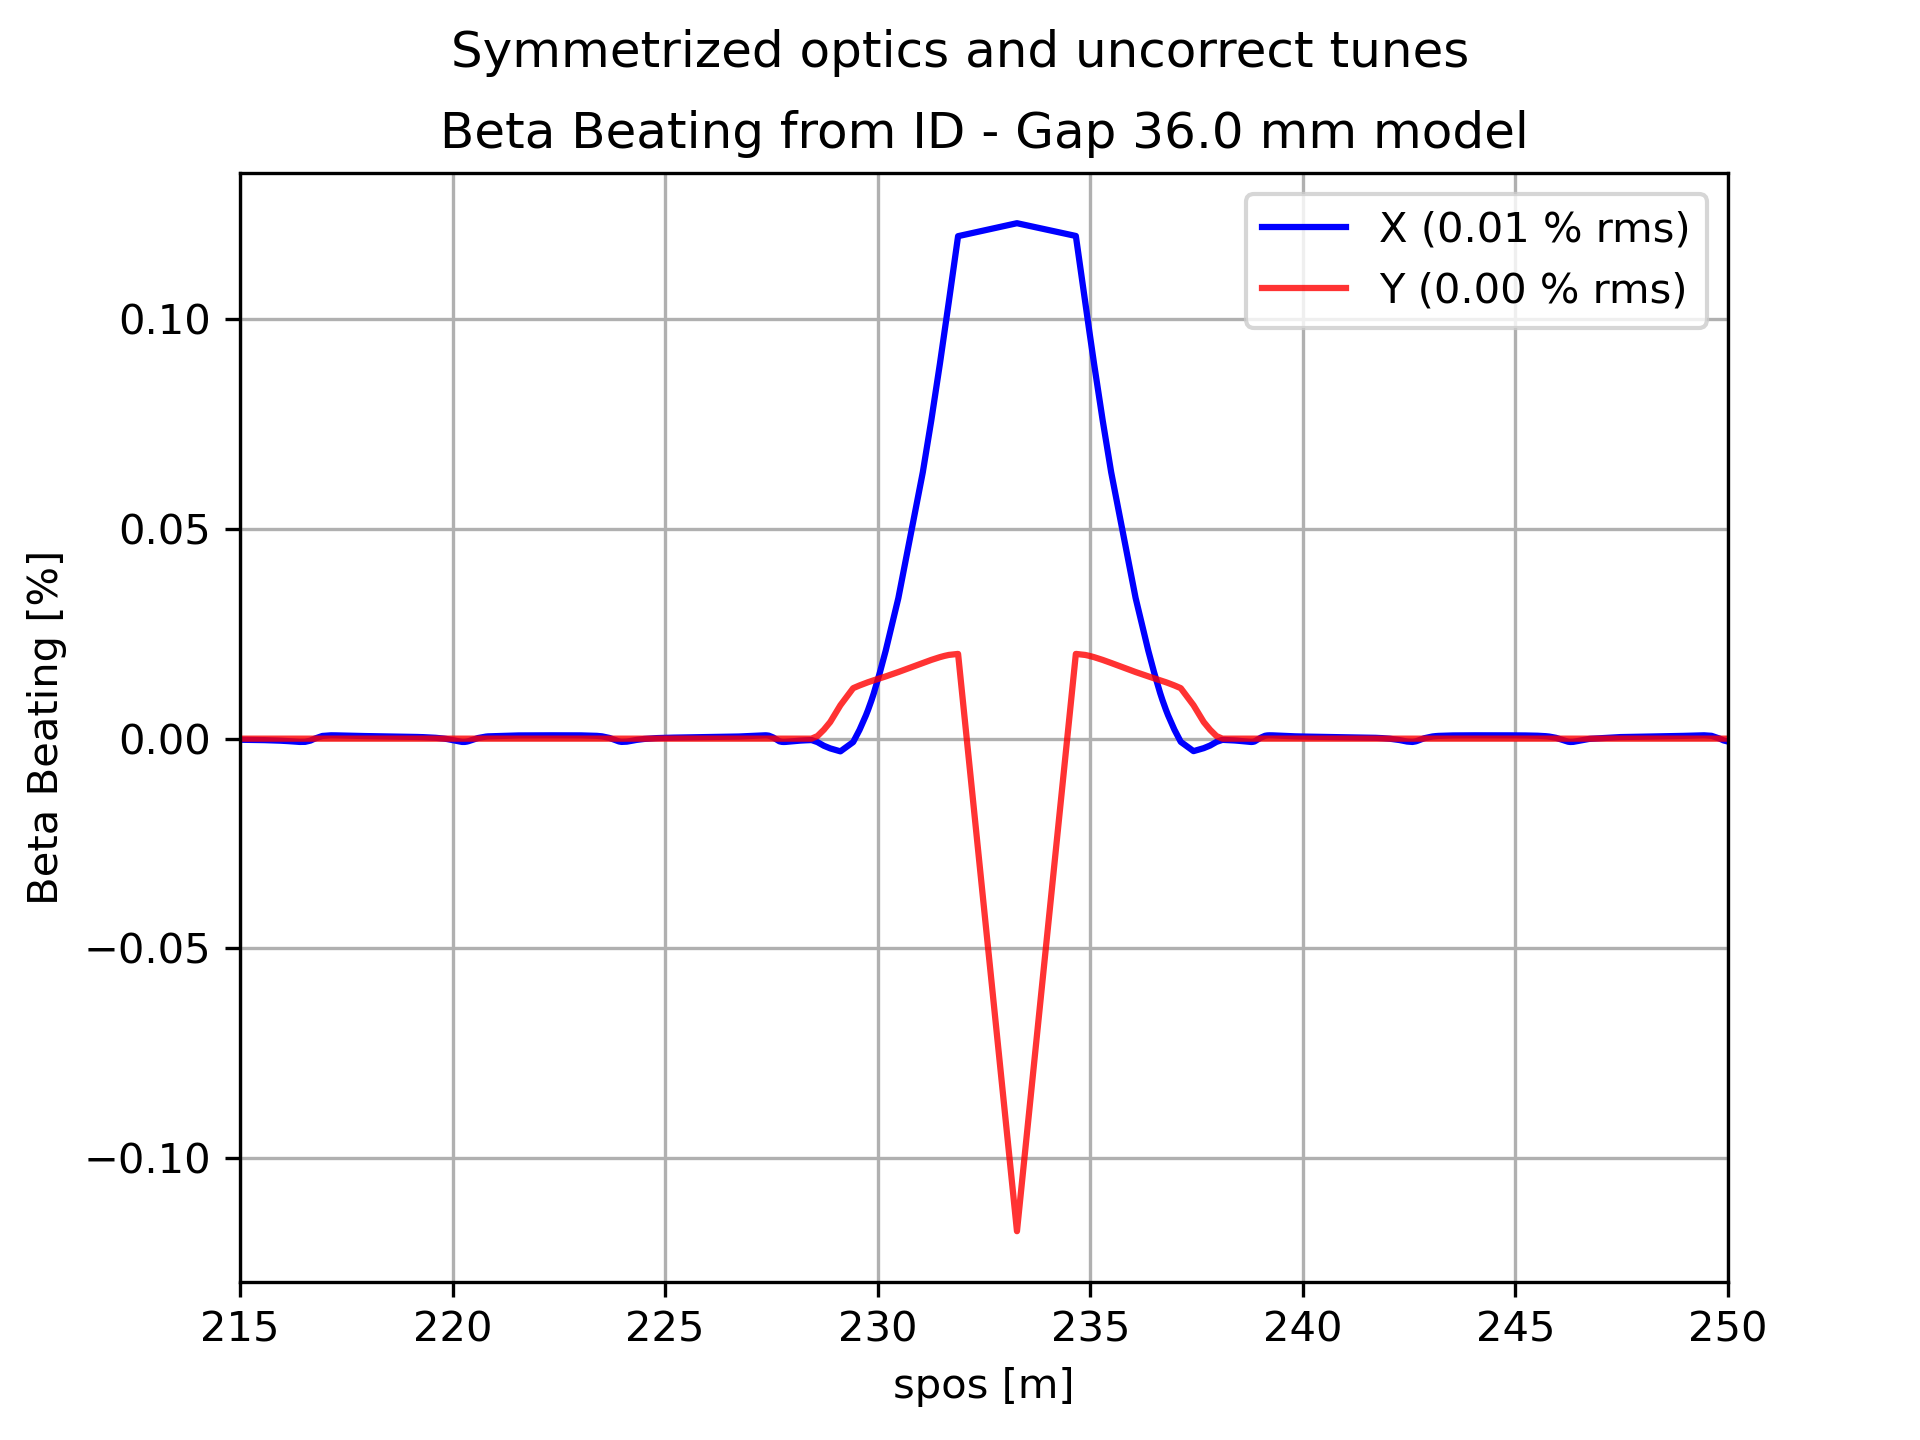 Symmetrized optics and uncorrect tunes
Beta Beating from ID - Gap 36.0 mm model
X (0.01 % rms)
Y (0.00 % rms)
Beta Beating [%]
0.10
0.05
0.00
−0.05
−0.10
215 220 225 230 235 240 245 250
spos [m]